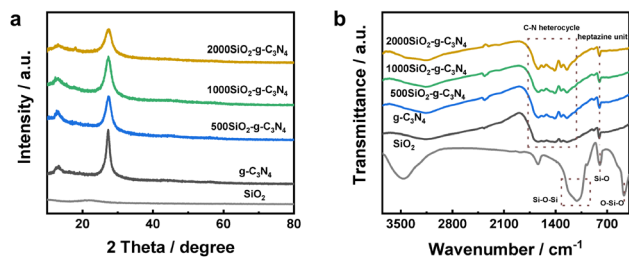 a
Intensity / a.u.
2000SiO2-g-C3N4
1000SiO2-g-C3N4
500SiO2-g-C3N4
g-C3N4
SiO2
10 20 30 40 50 60 70 80
2 Theta / degree
b
Transmittance / a.u.
C-N heterocycle
heptazine unit
2000SiO2-g-C3N4
1000SiO2-g-C3N4
500SiO2-g-C3N4
g-C3N4
SiO2
Si-O
Si-O-Si
O-Si-O
3700 2800 2100 1400 700
Wavenumber / cm-1